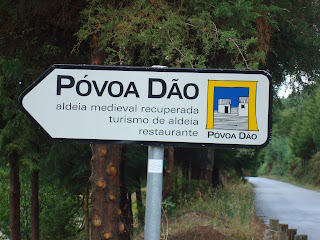 PÓVOA DÃO
aldeia medieval recuperada
turismo de aldeia
restaurante
PÓVOA DÃO